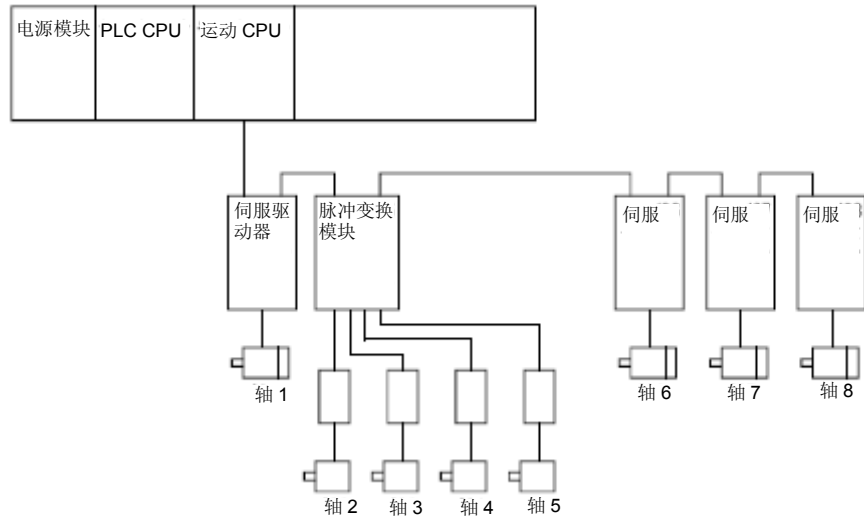 电源模块 PLC CPU 运动 CPU
伺服驱
动器
脉冲变换
模块
伺服
伺服
伺服
轴 1
轴 6
轴 7
轴 8
轴 2
轴 3
轴 4
轴 5